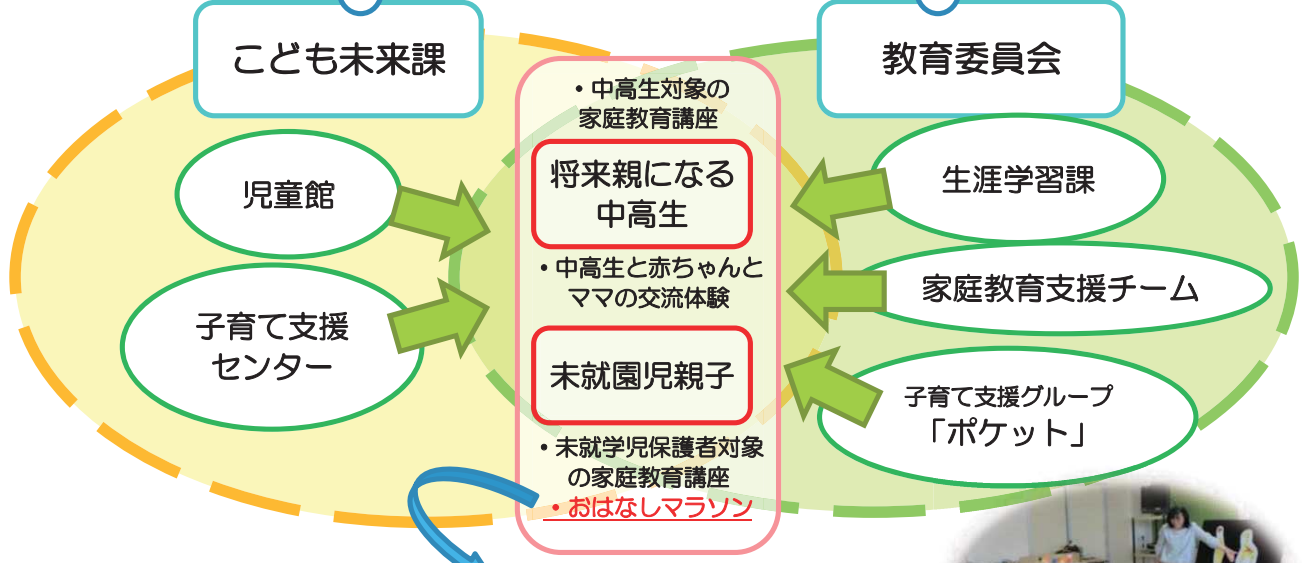 こども未来課
教育委員会
・中高生対象の
家庭教育講座
将来親になる
中高生
・中高生と赤ちゃんと
ママの交流体験
未就園児親子
・未就学児保護者対象
の家庭教育講座
・おはなしマラソン
児童館
子育て支援
センター
生涯学習課
家庭教育支援チーム
子育て支援グループ
「ポケット」